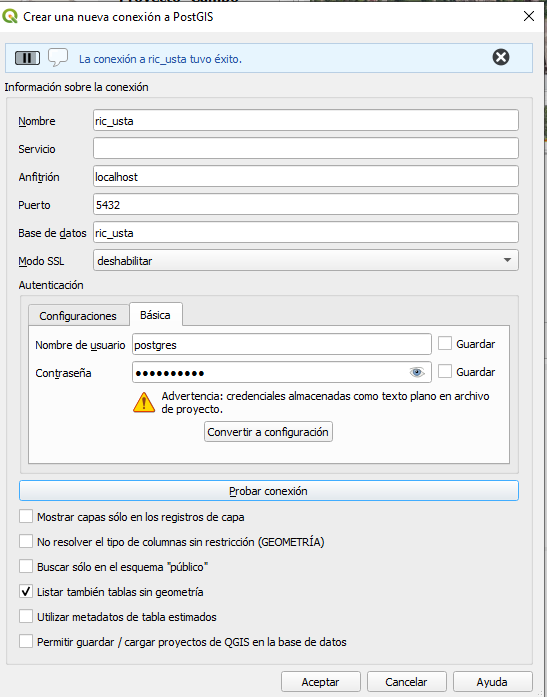 Crear una nueva conexión a PostGIS
La conexión a ric_usta tuvo éxito.
Información sobre la conexión
Nombre ric_usta
Servicio
Anfitrión localhost
Puerto 5432
Base de datos ric_usta
Modo SSL deshabilitar
Autenticación
Configuraciones Básica
Nombre de usuario postgres Guardar
Contraseña ●●●●●●●●●● Guardar
Advertencia: credenciales almacenadas como texto plano en archivo
de proyecto.
Convertir a configuración
Probar conexión
Mostrar capas sólo en los registros de capa
No resolver el tipo de columnas sin restricción (GEOMETRÍA)
Buscar sólo en el esquema "público"
Listar también tablas sin geometría
Utilizar metadatos de tabla estimados
Permitir guardar / cargar proyectos de QGIS en la base de datos
Aceptar Cancelar Ayuda